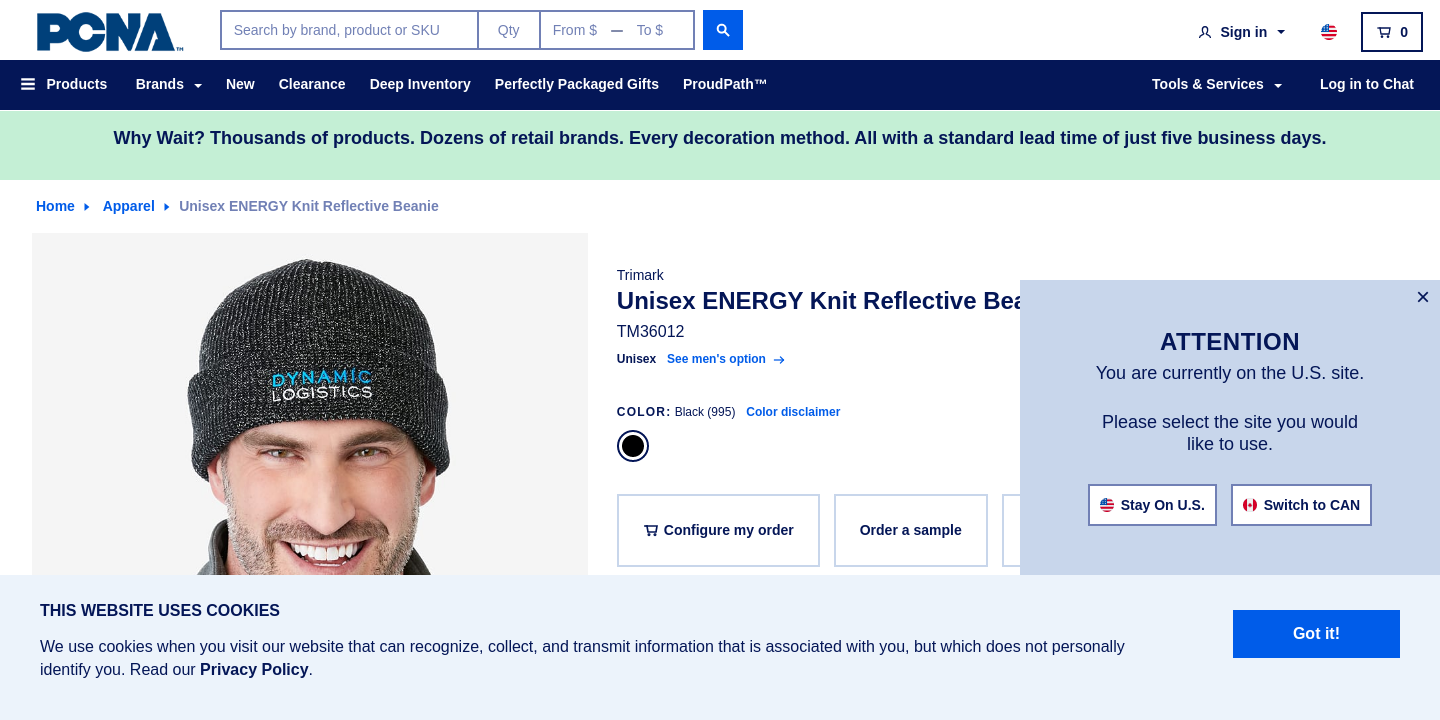 PCNA™
Search by brand, product or SKU
Qty
From $ — To $
Sign in
0
Products
Brands
New
Clearance
Deep Inventory
Perfectly Packaged Gifts
ProudPath™
Tools & Services
Log in to Chat
Why Wait? Thousands of products. Dozens of retail brands. Every decoration method. All with a standard lead time of just five business days.
Home
Apparel
Unisex ENERGY Knit Reflective Beanie
DYNAMIC
LOGISTICS
Trimark
Unisex ENERGY Knit Reflective Bea
TM36012
Unisex See men's option →
COLOR: Black (995) Color disclaimer
Configure my order
Order a sample
×
ATTENTION
You are currently on the U.S. site.
Please select the site you would
like to use.
Stay On U.S.
Switch to CAN
THIS WEBSITE USES COOKIES
We use cookies when you visit our website that can recognize, collect, and transmit information that is associated with you, but which does not personally
identify you. Read our Privacy Policy.
Got it!